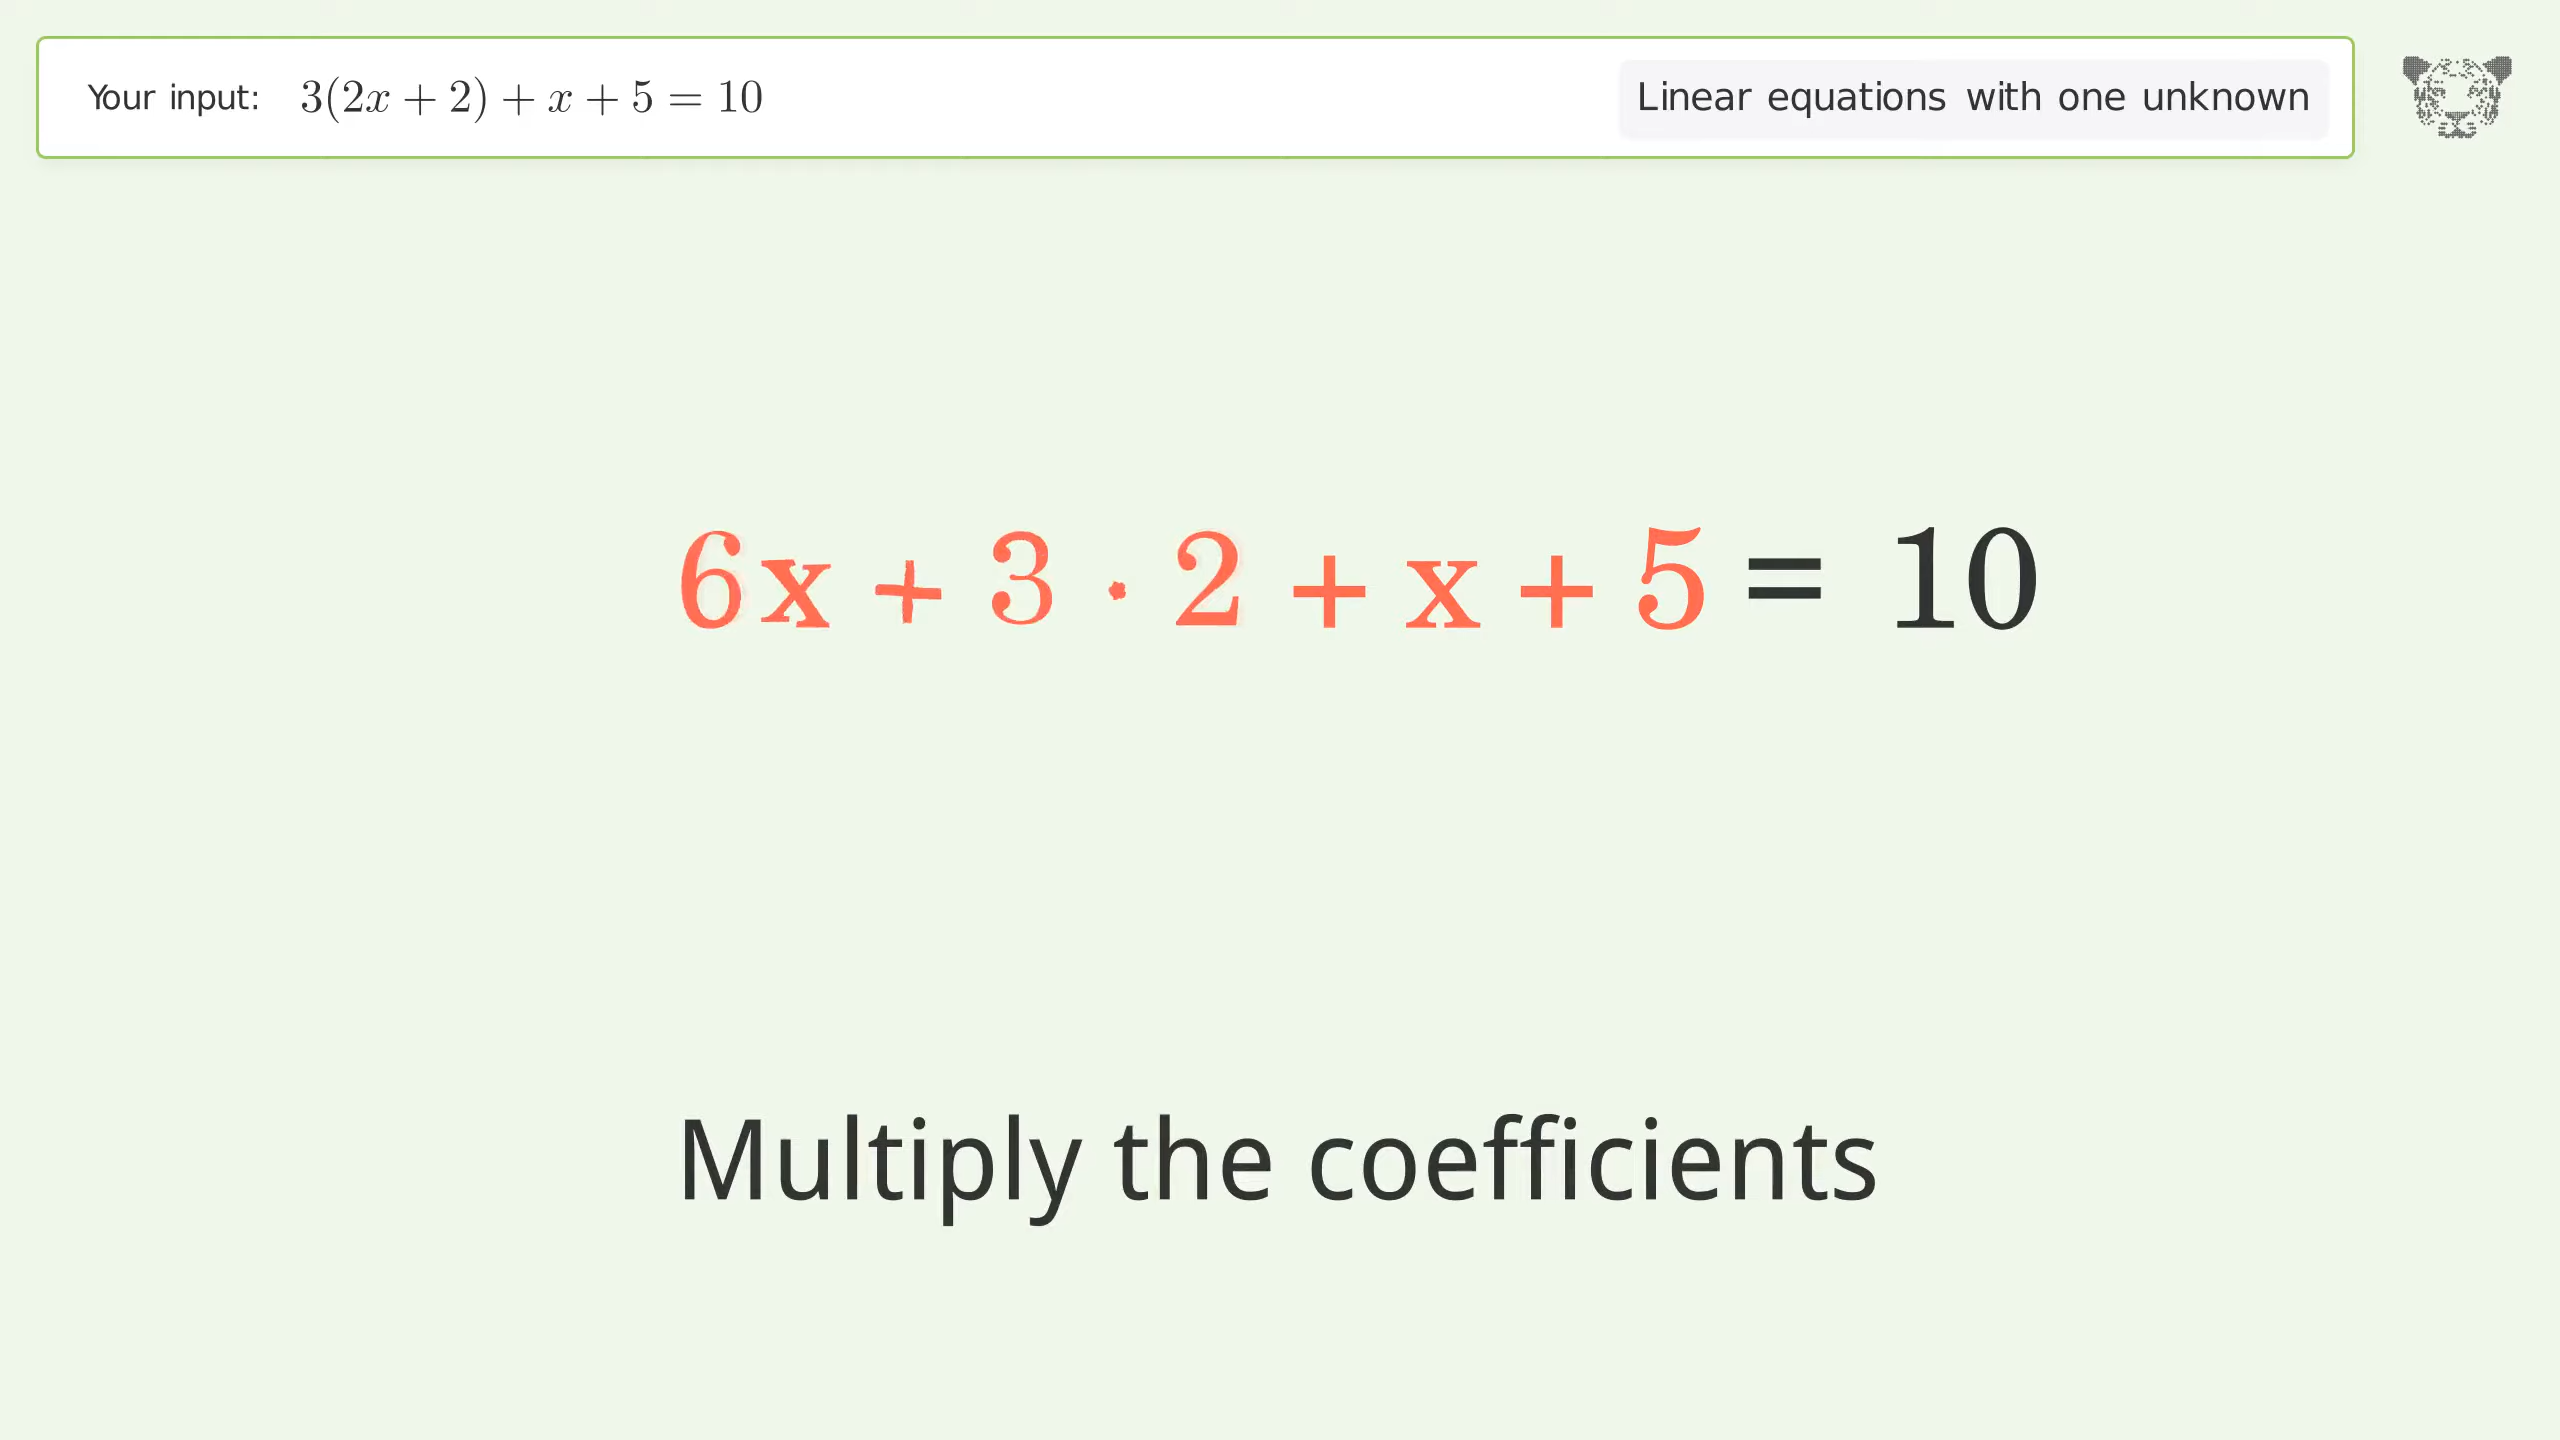 Your input: 3(2x + 2) + x + 5 = 10
Linear equations with one unknown
6x + 3 · 2 + x + 5 = 10
Multiply the coefficients